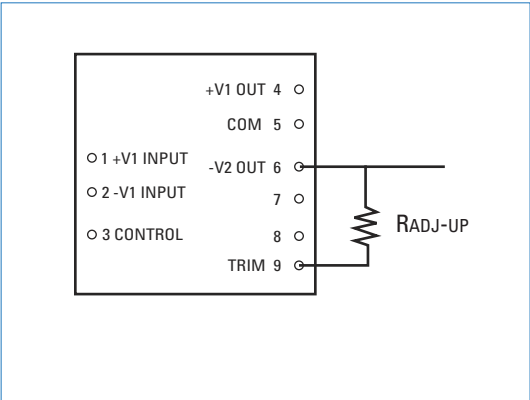 +V1 OUT 4
COM 5
1 +V1 INPUT
-V2 OUT 6
2 -V1 INPUT
7
RADJ-UP
3 CONTROL
8
TRIM 9